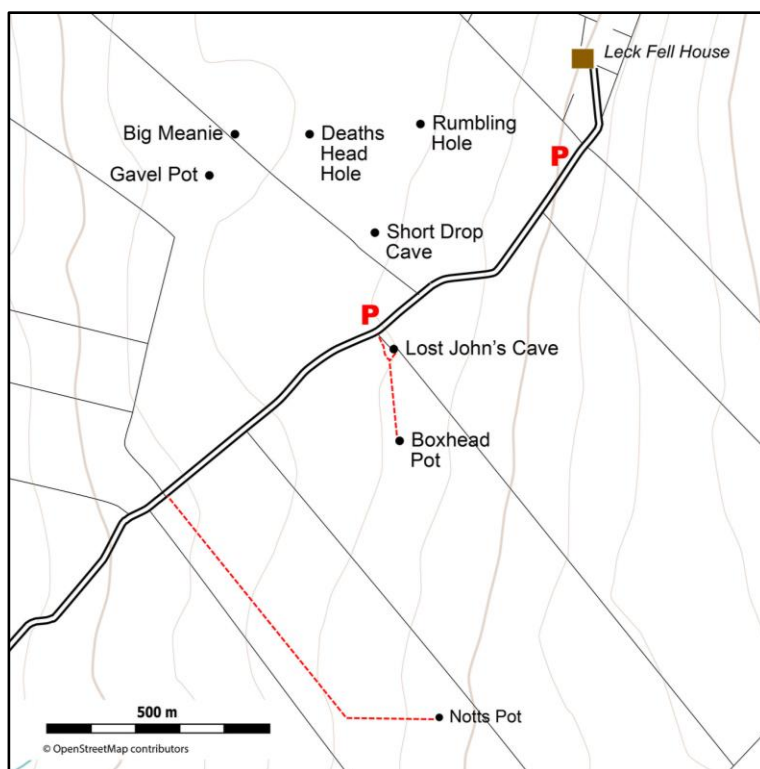 Leck Fell House
Big Meanie
Deaths
Head
Hole
Rumbling
Hole
P
Gavel Pot
Short Drop
Cave
P
Lost John's Cave
Boxhead
Pot
Notts Pot
500 m
© OpenStreetMap contributors